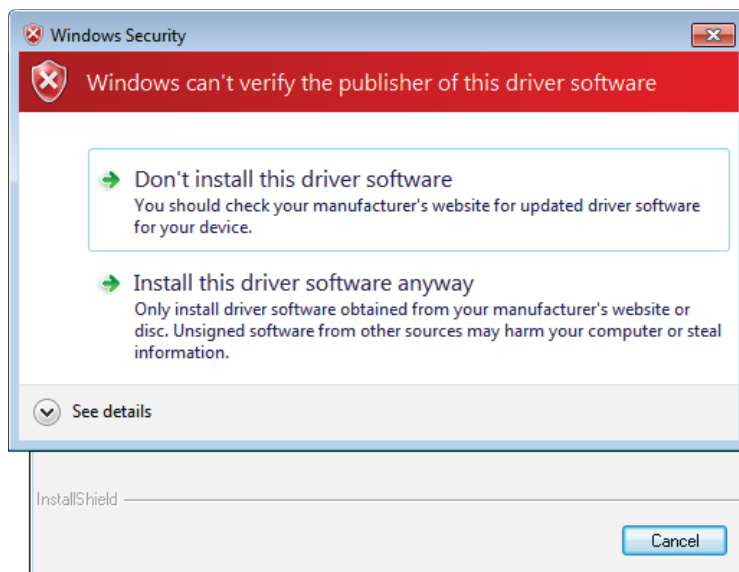 Windows Security
Windows can't verify the publisher of this driver software
Don't install this driver software
You should check your manufacturer's website for updated driver software
for your device.
Install this driver software anyway
Only install driver software obtained from your manufacturer's website or
disc. Unsigned software from other sources may harm your computer or steal
information.
See details
InstallShield
Cancel